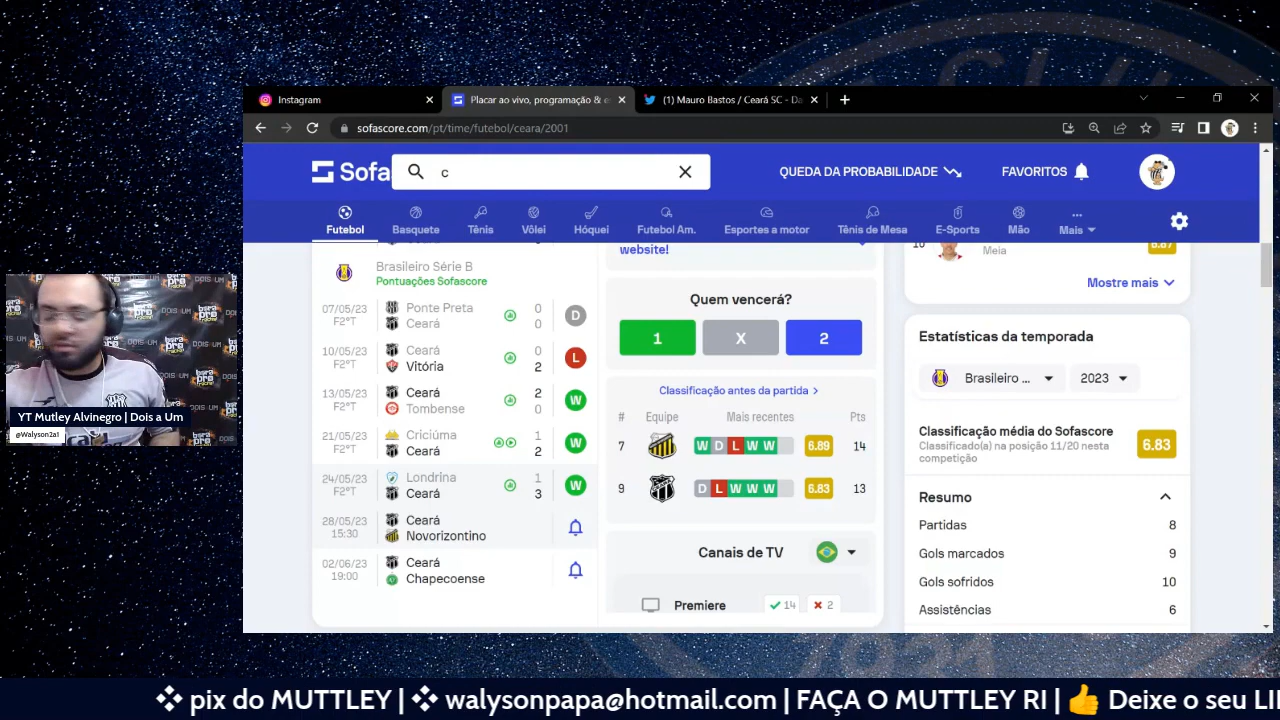 Instagram
Placar ao vivo, programação & e
(1) Mauro Bastos / Ceará SC - Da
sofascore.com/pt/time/futebol/ceara/2001
Sofa
c
QUEDA DA PROBABILIDADE
FAVORITOS
Futebol
Basquete
Tênis
Vôlei
Hóquei
Futebol Am.
Esportes a motor
Tênis de Mesa
E-Sports
Mão
Mais
Brasileiro Série B
Pontuações Sofascore
07/05/23 Ponte Preta 0
F2°T Ceará 0 D
10/05/23 Ceará 0
F2°T Vitória 2 L
13/05/23 Ceará 2
F2°T Tombense 0 W
21/05/23 Criciúma 1
F2°T Ceará 2 W
24/05/23 Londrina 1
F2°T Ceará 3 W
28/05/23 Ceará
15:30 Novorizontino
02/06/23 Ceará
19:00 Chapecoense
website!
Quem vencerá?
1 X 2
Classificação antes da partida >
# Equipe Mais recentes Pts
7 W D L W W 6.89 14
9 D L W W W 6.83 13
Canais de TV
Premiere 14 2
Meia
Mostre mais
Estatísticas da temporada
Brasileiro ... 2023
Classificação média do Sofascore
Classificado(a) na posição 11/20 nesta
competição
6.83
Resumo
Partidas 8
Gols marcados 9
Gols sofridos 10
Assistências 6
DOIS UM
bora pra frente!
YT Mutley Alvinegro | Dois a Um
@Walyson2a1
❖ pix do MUTTLEY | ❖ walysonpapa@hotmail.com | FAÇA O MUTTLEY RI | 👍 Deixe o seu LI